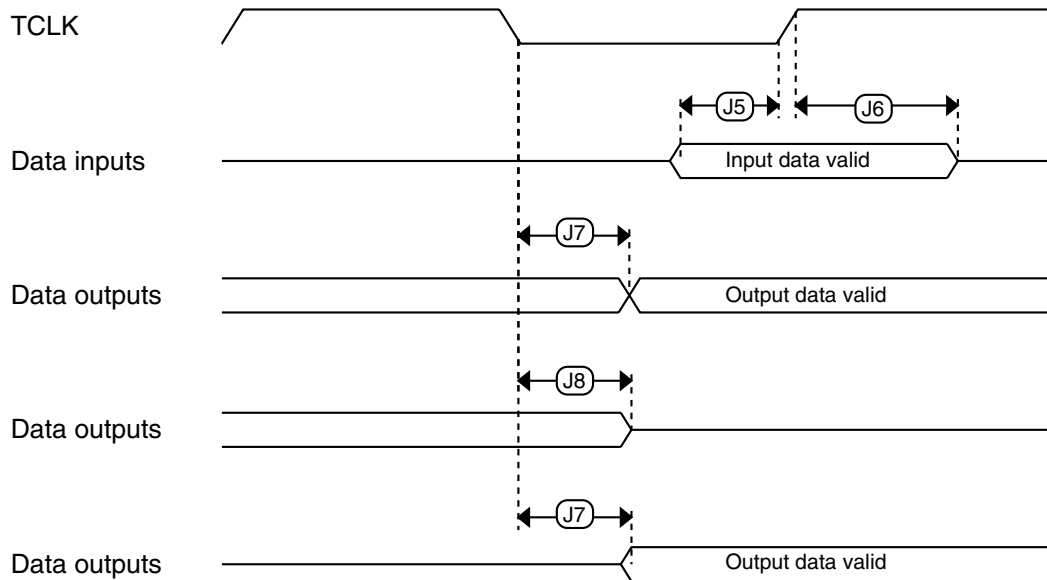 TCLK
J5
J6
Data inputs
Input data valid
J7
Data outputs
Output data valid
J8
Data outputs
J7
Data outputs
Output data valid